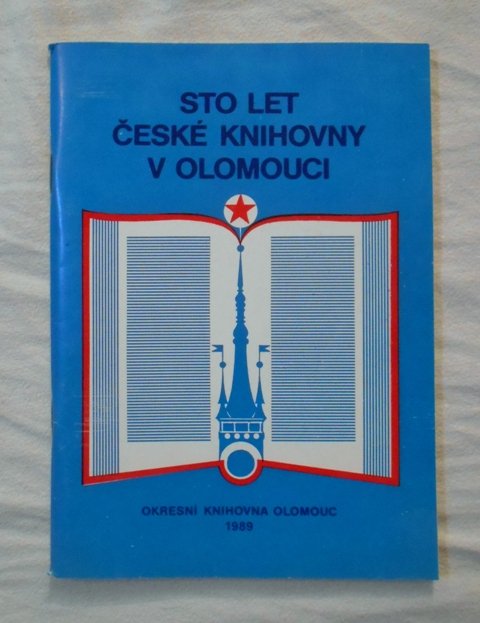 STO LET
ČESKÉ KNIHOVNY
V OLOMOUCI
OKRESNÍ KNIHOVNA OLOMOUC
1989